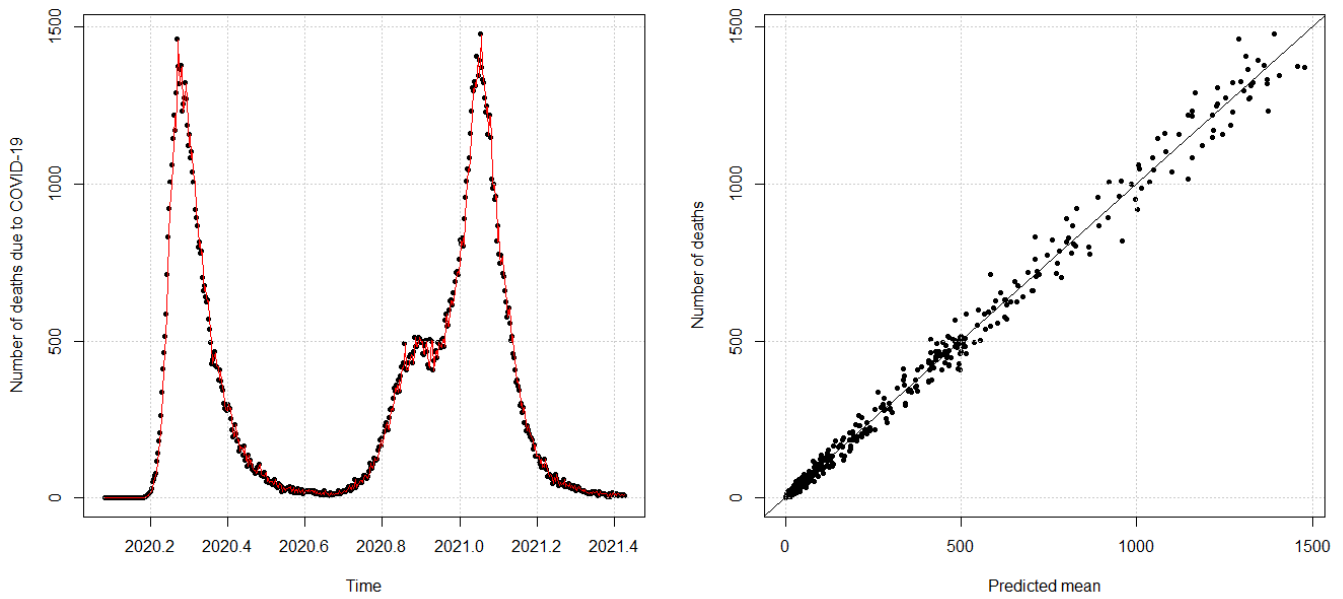 Number of deaths due to COVID-19
1500
1000
500
0
2020.2 2020.4 2020.6 2020.8 2021.0 2021.2 2021.4
Time
Number of deaths
1500
1000
500
0
0 500 1000 1500
Predicted mean